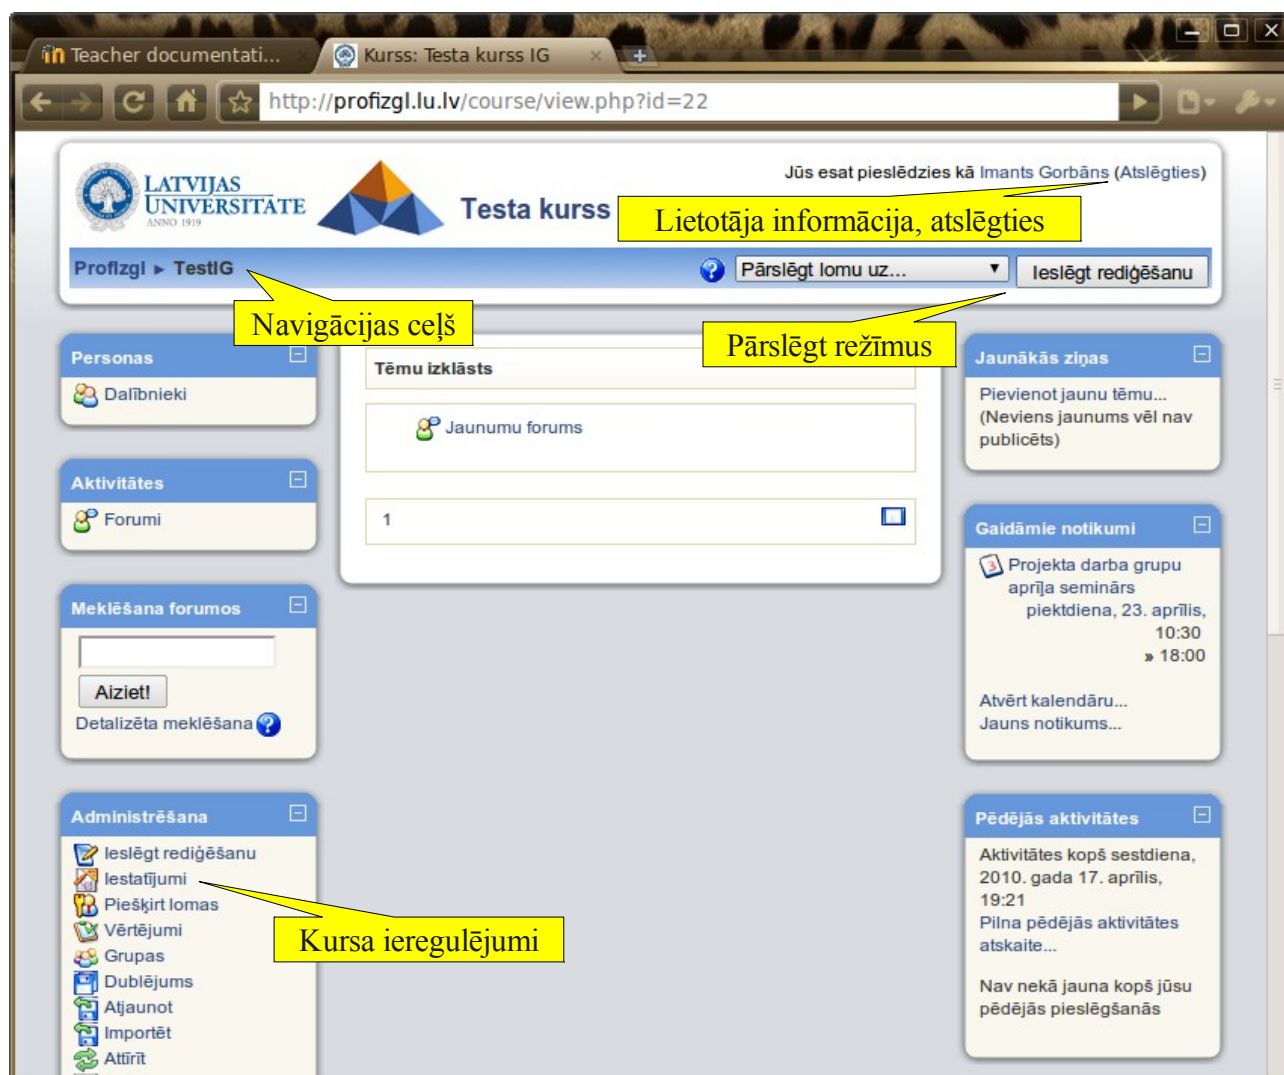 Teacher documentati...
Kurss: Testa kurss IG
http://profizgl.lu.lv/course/view.php?id=22
Jūs esat pieslēdzies kā Imants Gorbāns (Atslēgties)
LATVIJAS
UNIVERSITĀTE
ANNO 1919
Testa kurss
Lietotāja informācija, atslēgties
ProfIzgl ► TestIG
Pārslēgt lomu uz...
Ieslēgt rediģēšanu
Navigācijas ceļš
Pārslēgt režīmus
Personas
Dalībnieki
Aktivitātes
Forumi
Meklēšana forumos
Aiziet!
Detalizēta meklēšana
Administrēšana
Ieslēgt rediģēšanu
Iestatījumi
Piešķirt lomas
Vērtējumi
Grupas
Dublējums
Atjaunot
Importēt
Attīrīt
Kursa ieregulējumi
Tēmu izklāsts
Jaunumu forums
1
Jaunākās ziņas
Pievienot jaunu tēmu...
(Neviens jaunums vēl nav
publicēts)
Gaidāmie notikumi
3
Projekta darba grupu
aprīļa seminārs
piektdiena, 23. aprīlis,
10:30
» 18:00
Atvērt kalendāru...
Jauns notikums...
Pēdējās aktivitātes
Aktivitātes kopš sestdiena,
2010. gada 17. aprīlis,
19:21
Pilna pēdējās aktivitātes
atskaite...
Nav nekā jauna kopš jūsu
pēdējās pieslēgšanās